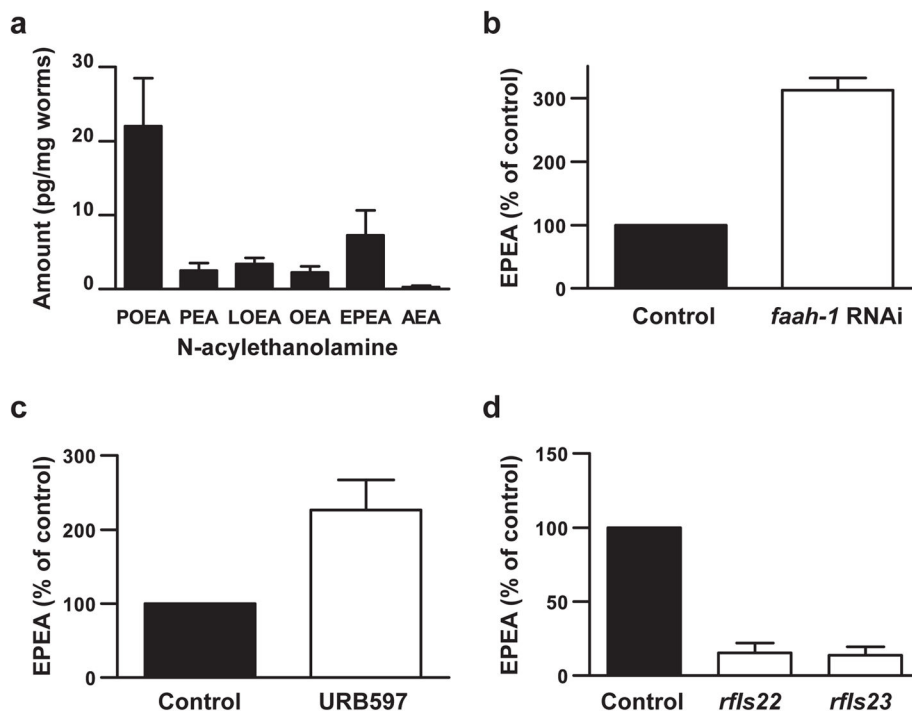 a
Amount (pg/mg worms)
30
20
10
0
POEA PEA LOEA OEA EPEA AEA
N-acylethanolamine
b
EPEA (% of control)
300
200
100
0
Control faah-1 RNAi
c
EPEA (% of control)
300
200
100
0
Control URB597
d
EPEA (% of control)
150
100
50
0
Control rfIs22 rfIs23